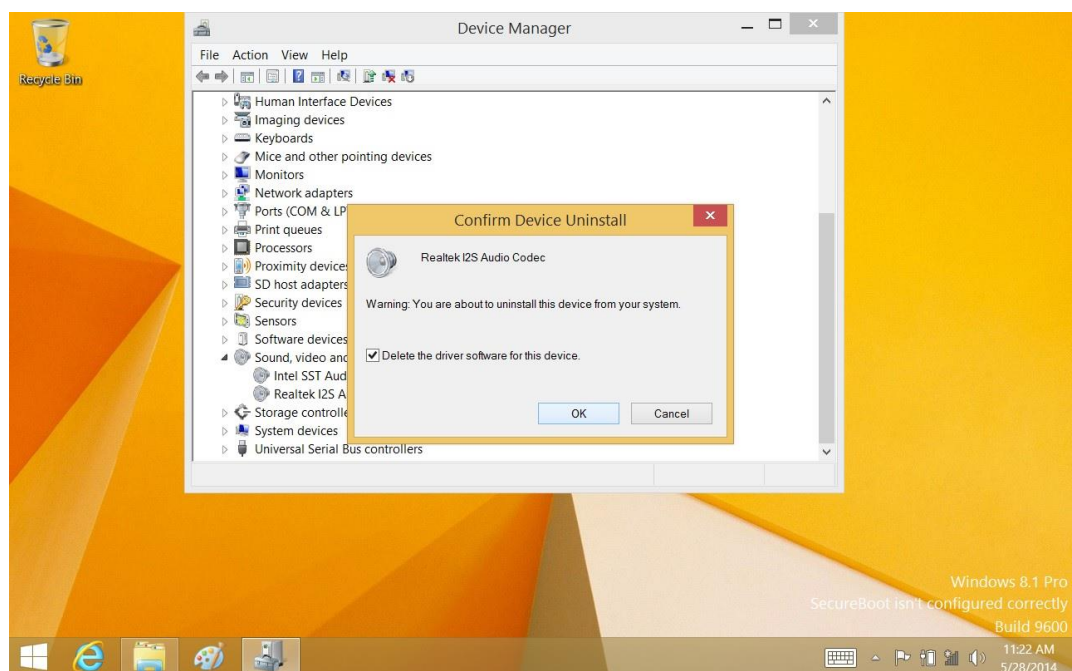 Recycle Bin
Device Manager
File Action View Help
Human Interface Devices
Imaging devices
Keyboards
Mice and other pointing devices
Monitors
Network adapters
Ports (COM & LP
Print queues
Processors
Proximity devices
SD host adapters
Security devices
Sensors
Software devices
Sound, video and
Intel SST Aud
Realtek I2S A
Storage controlle
System devices
Universal Serial Bus controllers
Confirm Device Uninstall
Realtek I2S Audio Codec
Warning: You are about to uninstall this device from your system.
Delete the driver software for this device.
OK Cancel
Windows 8.1 Pro
SecureBoot isn't configured correctly
Build 9600
11:22 AM
5/28/2014